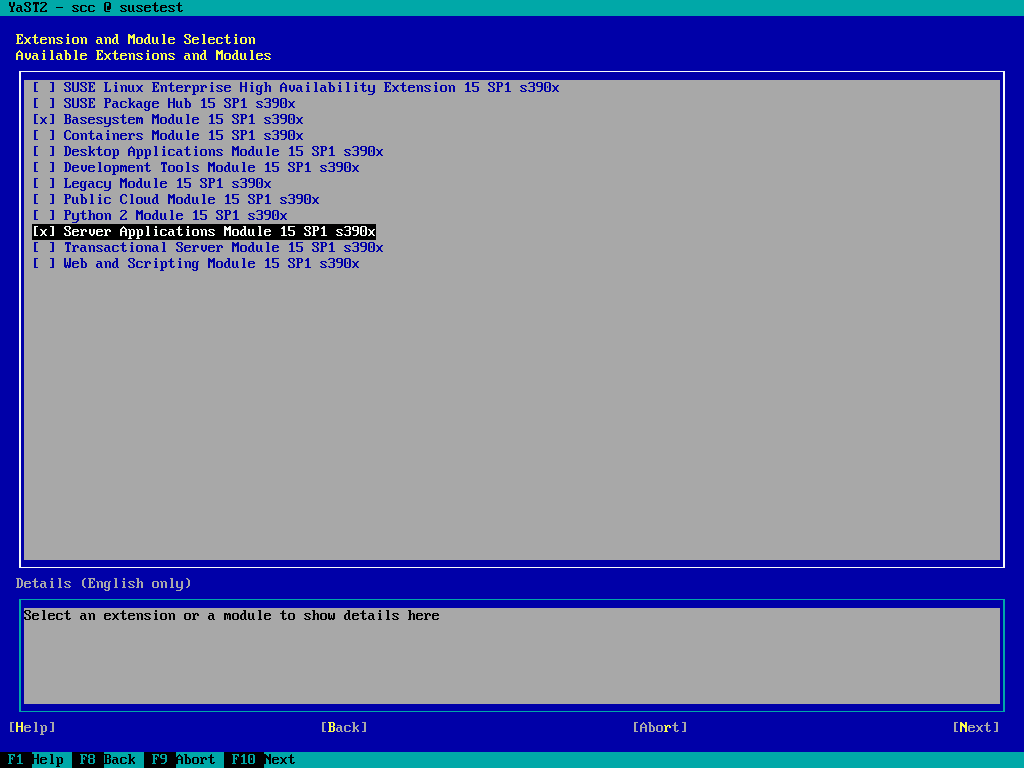 YaST2 - scc @ susetest
Extension and Module Selection
Available Extensions and Modules
[ ] SUSE Linux Enterprise High Availability Extension 15 SP1 s390x
[ ] SUSE Package Hub 15 SP1 s390x
[x] Basesystem Module 15 SP1 s390x
[ ] Containers Module 15 SP1 s390x
[ ] Desktop Applications Module 15 SP1 s390x
[ ] Development Tools Module 15 SP1 s390x
[ ] Legacy Module 15 SP1 s390x
[ ] Public Cloud Module 15 SP1 s390x
[ ] Python 2 Module 15 SP1 s390x
[x] Server Applications Module 15 SP1 s390x
[ ] Transactional Server Module 15 SP1 s390x
[ ] Web and Scripting Module 15 SP1 s390x
Details (English only)
Select an extension or a module to show details here
[Help] [Back] [Abort] [Next]
F1 Help F8 Back F9 Abort F10 Next